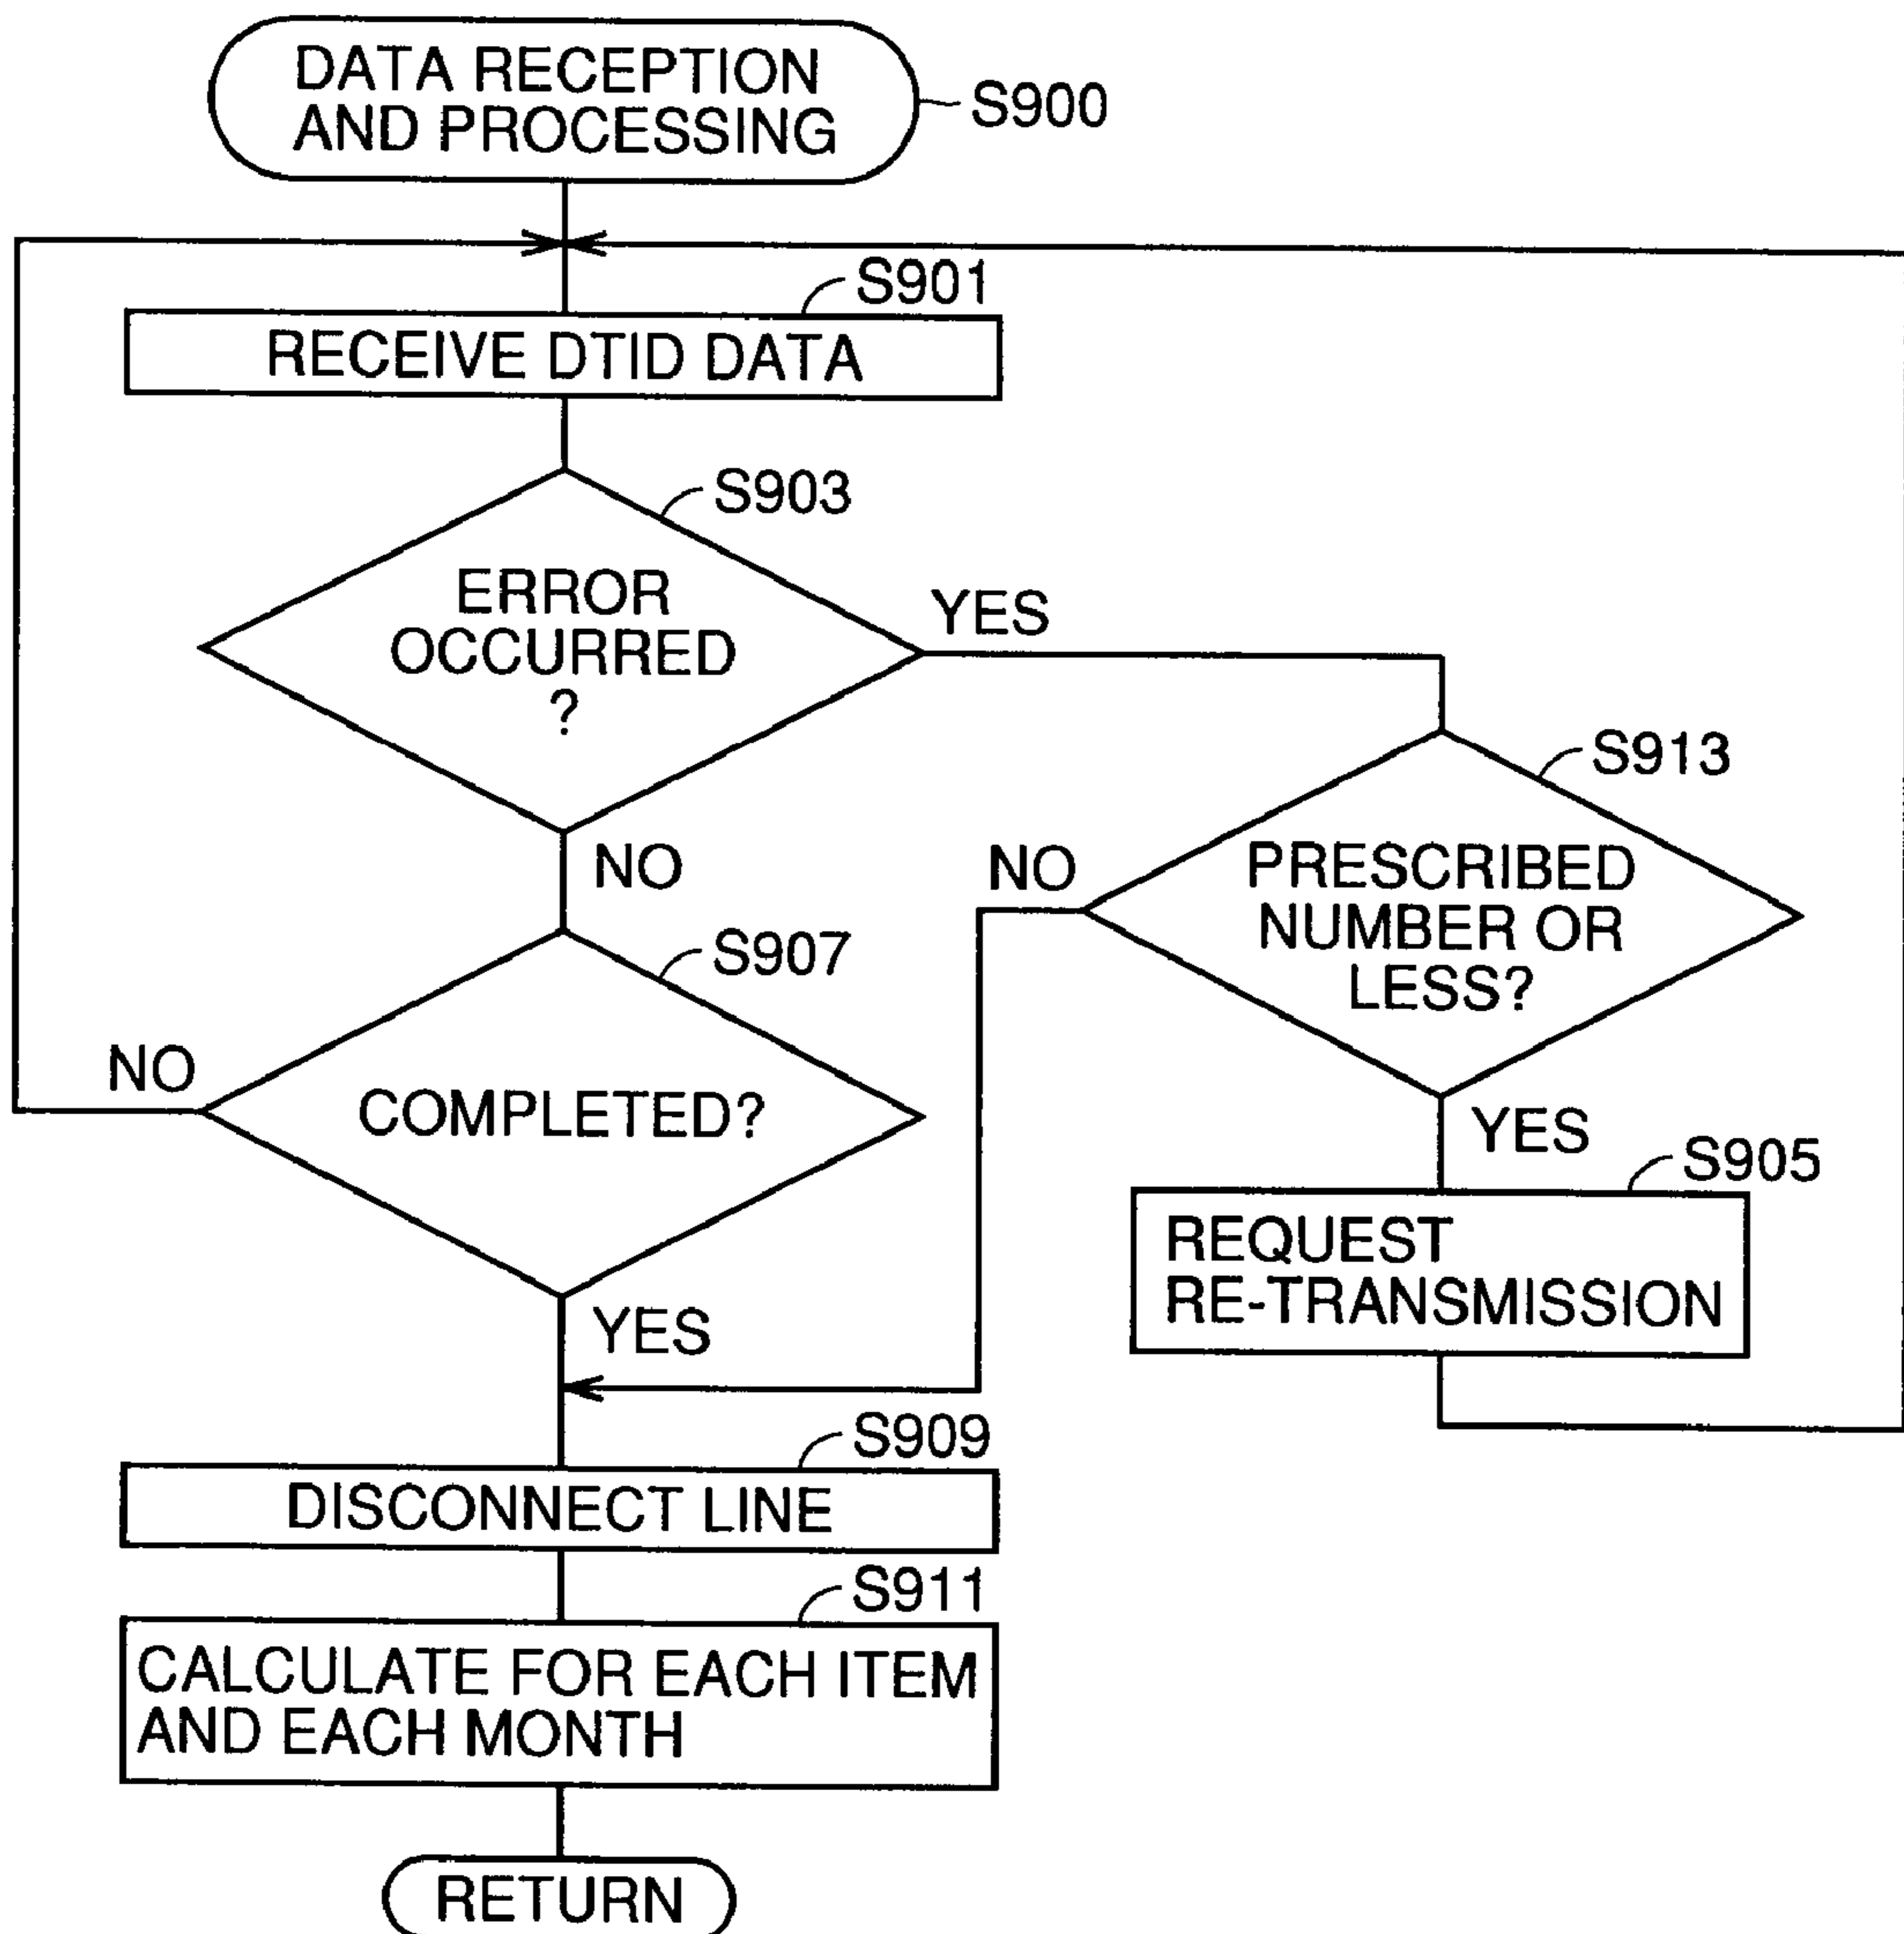 DATA RECEPTION
AND PROCESSING
S900
S901
RECEIVE DTID DATA
S903
ERROR
OCCURRED
?
YES
S913
NO
NO
PRESCRIBED
NUMBER OR
LESS?
S907
NO
COMPLETED?
YES
S905
REQUEST
RE-TRANSMISSION
YES
S909
DISCONNECT LINE
S911
CALCULATE FOR EACH ITEM
AND EACH MONTH
RETURN